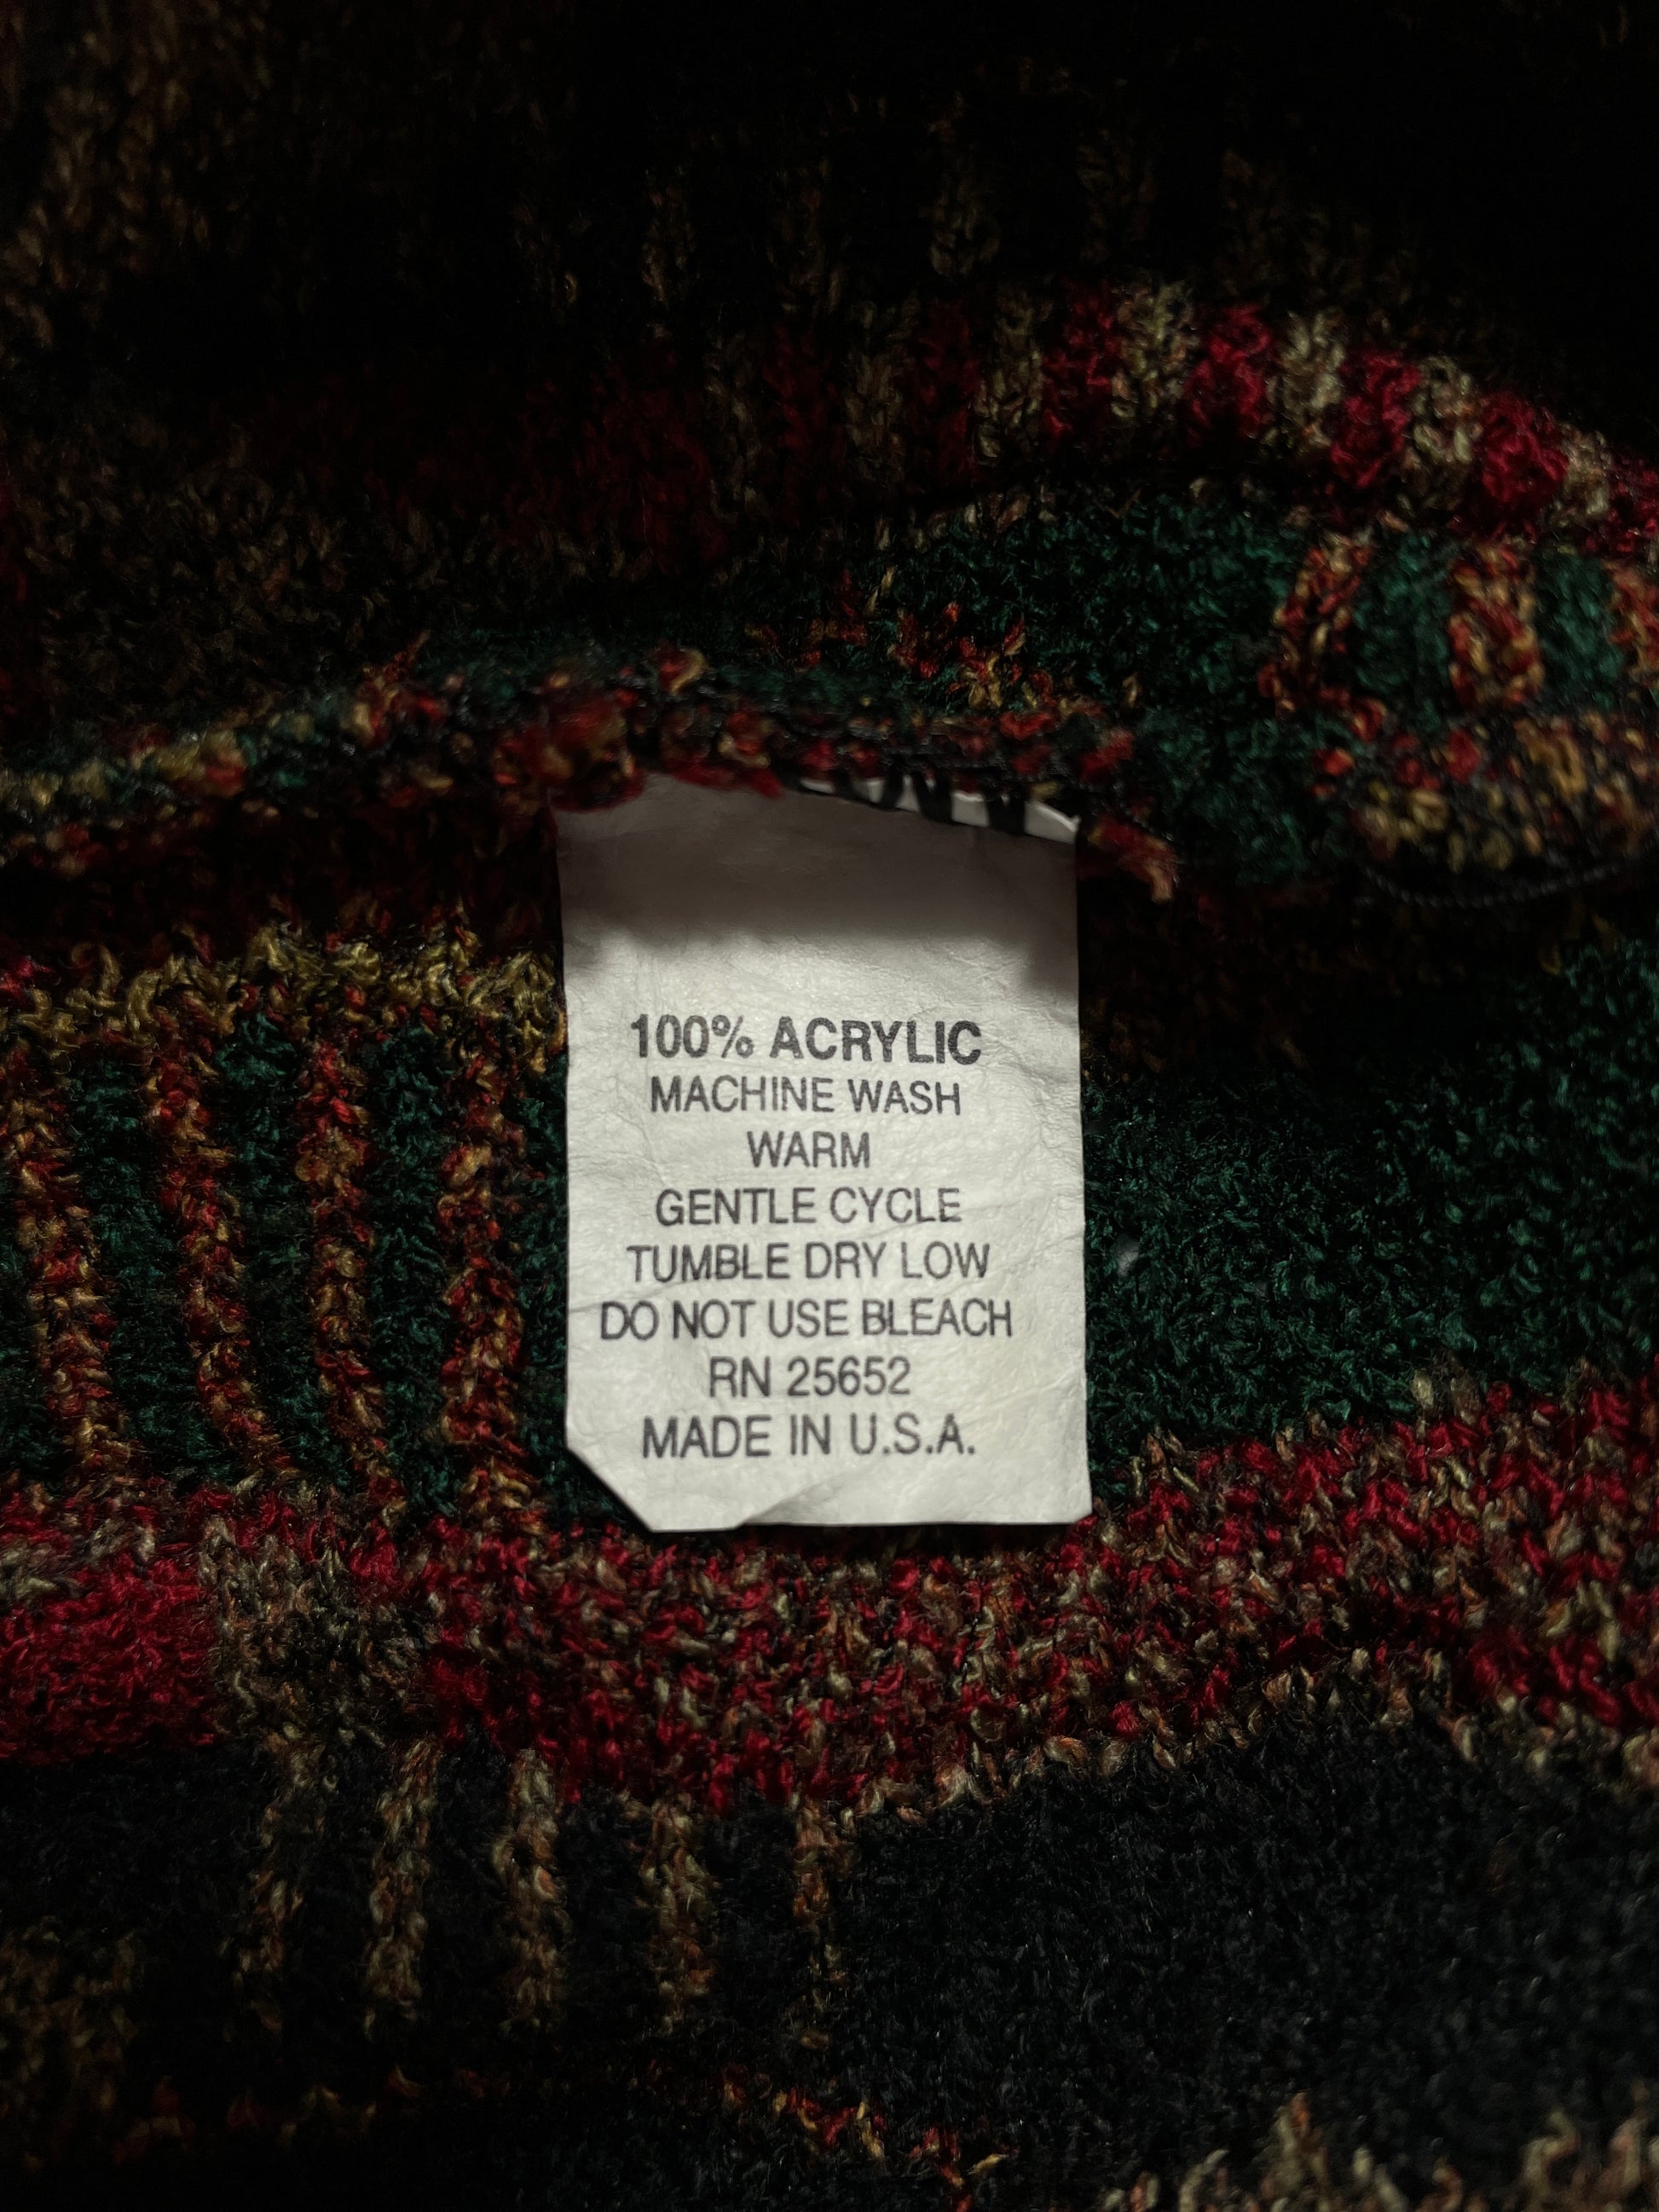 100% ACRYLIC
MACHINE WASH
WARM
GENTLE CYCLE
TUMBLE DRY LOW
DO NOT USE BLEACH
RN 25652
MADE IN U.S.A.